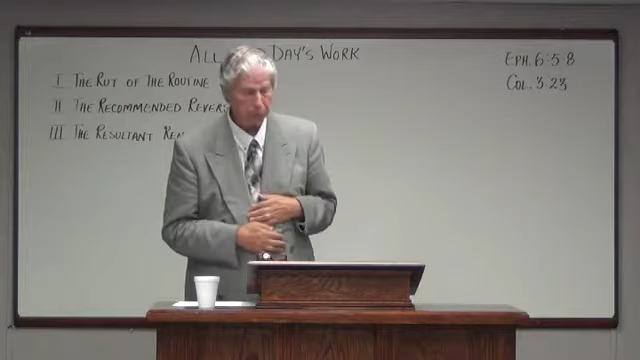 ALL DAY'S WORK
I THE RUT OF THE ROUTINE
II THE RECOMMENDED
III THE RESULTANT
EPH. 6:5-8
COL. 3:23